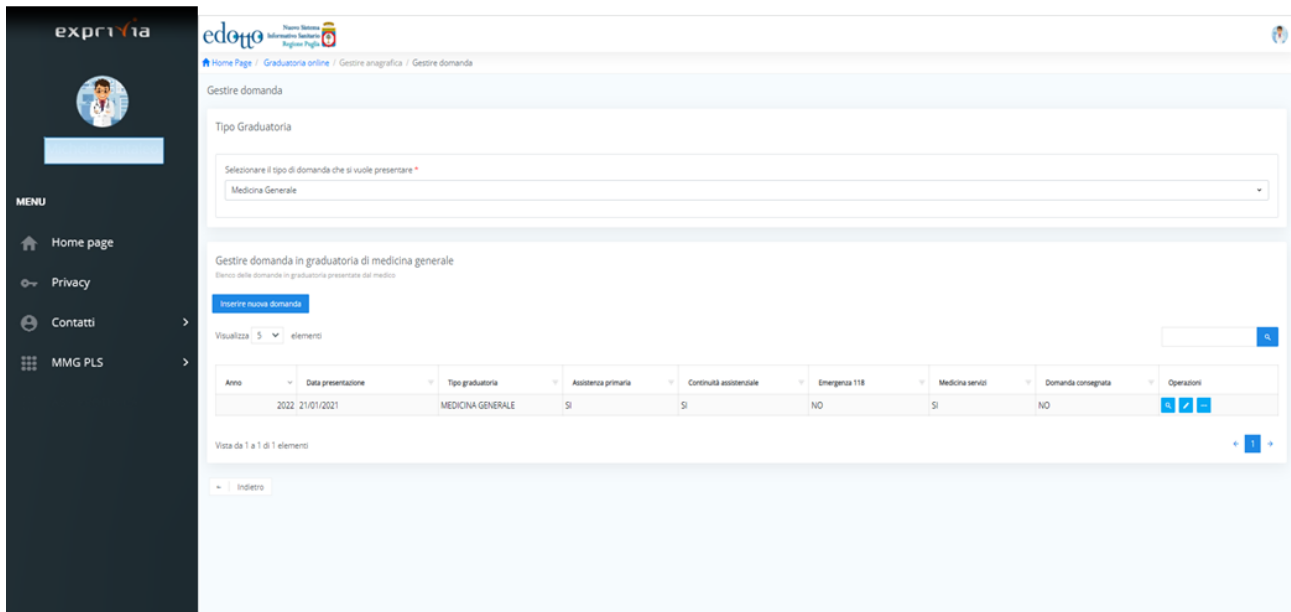 exprivia
edotto Nuovo Sistema Informativo Sanitario Regione Puglia
Home Page / Graduatoria online / Gestire anagrafica / Gestire domanda
Gestire domanda
Tipo Graduatoria
Selezionare il tipo di domanda che si vuole presentare *
Medicina Generale
MENU
Home page
Privacy
Contatti
MMG PLS
Gestire domanda in graduatoria di medicina generale
Elenco delle domande in graduatoria presentate dal medico
Inserire nuova domanda
Visualizza 5 elementi
Anno Data presentazione Tipo graduatoria Assistenza primaria Continuità assistenziale Emergenza 118 Medicina servizi Domanda consegnata Operazioni
2022 21/01/2021 MEDICINA GENERALE SI SI NO SI NO
Vista da 1 a 1 di 1 elementi
1
Indietro